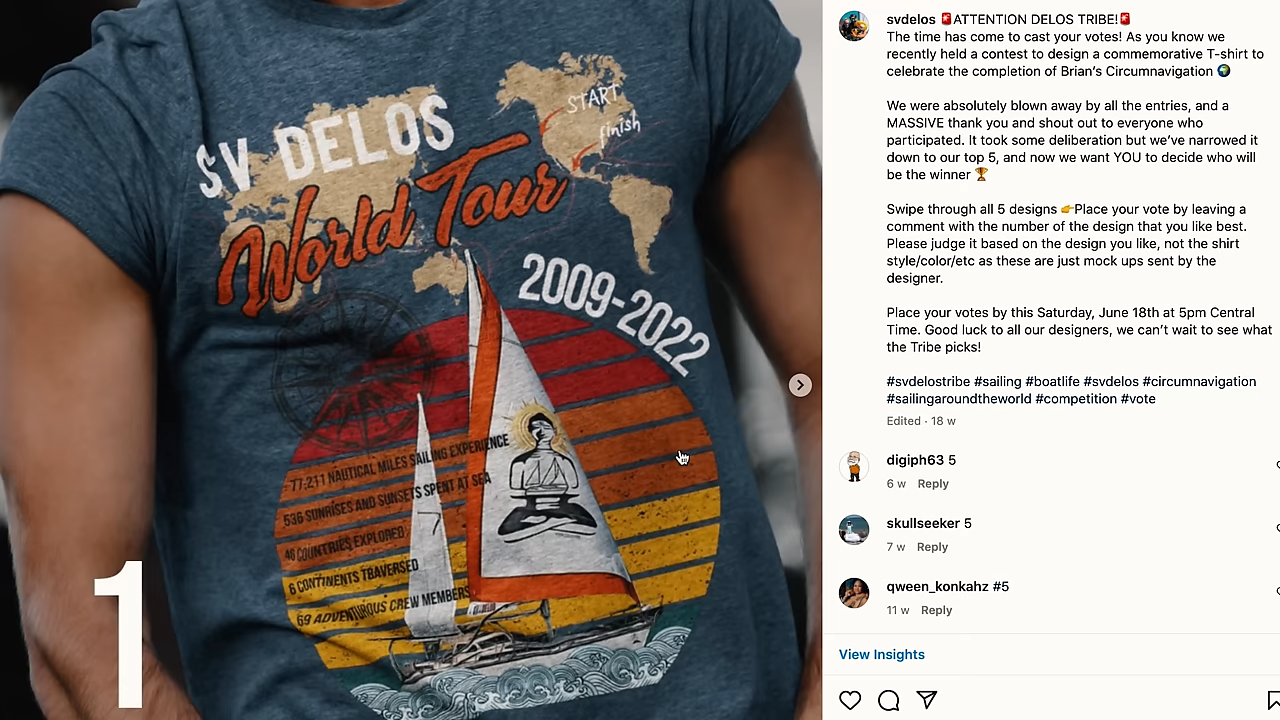 SV DELOS
World Tour
START
finish
2009-2022
77.211 NAUTICAL MILES SAILING EXPERIENCE
536 SUNRISES AND SUNSETS SPENT AT SEA
46 COUNTRIES EXPLORED
6 CONTINENTS TRAVERSED
69 ADVENTUROUS CREW MEMBERS
1
svdelos 🚨ATTENTION DELOS TRIBE!🚨
The time has come to cast your votes! As you know we
recently held a contest to design a commemorative T-shirt to
celebrate the completion of Brian's Circumnavigation 🌍
We were absolutely blown away by all the entries, and a
MASSIVE thank you and shout out to everyone who
participated. It took some deliberation but we've narrowed it
down to our top 5, and now we want YOU to decide who will
be the winner 🏆
Swipe through all 5 designs 👉Place your vote by leaving a
comment with the number of the design that you like best.
Please judge it based on the design you like, not the shirt
style/color/etc as these are just mock ups sent by the
designer.
Place your votes by this Saturday, June 18th at 5pm Central
Time. Good luck to all our designers, we can't wait to see what
the Tribe picks!
#svdelostribe #sailing #boatlife #svdelos #circumnavigation
#sailingaroundtheworld #competition #vote
Edited · 18 w
digiph63 5
6 w Reply
skullseeker 5
7 w Reply
qween_konkahz #5
11 w Reply
View Insights